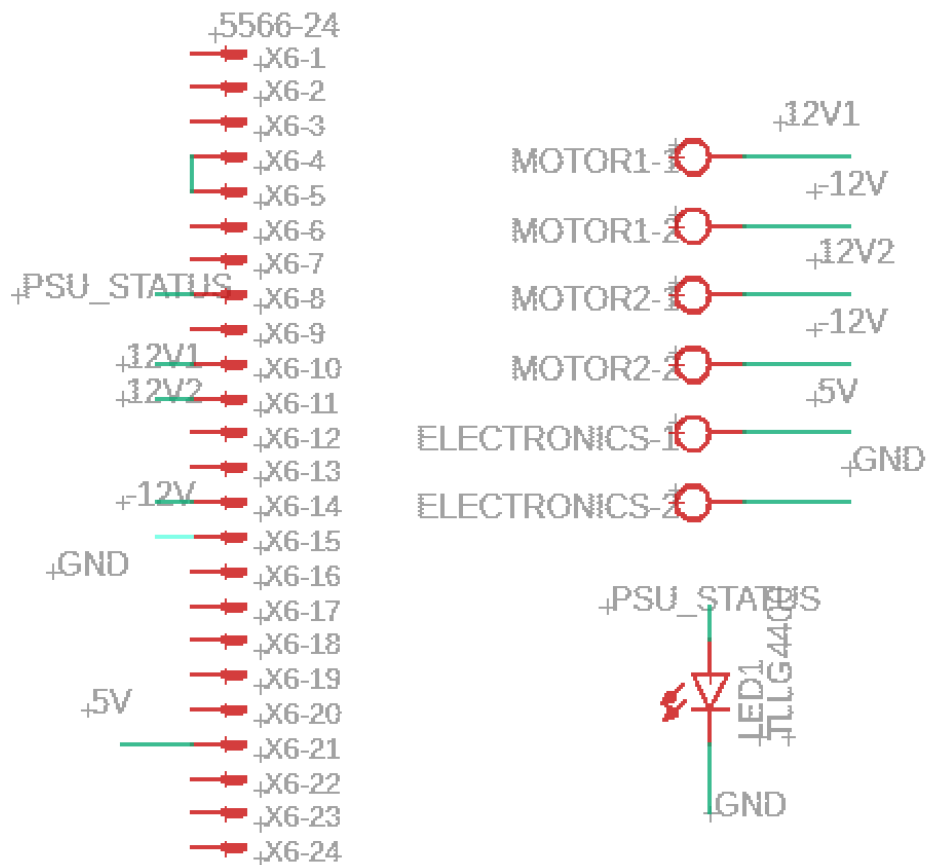 5566-24
X6-1
X6-2
X6-3
X6-4
X6-5
X6-6
X6-7
PSU_STATUS X6-8
X6-9
12V1 X6-10
12V2 X6-11
X6-12
X6-13
-12V X6-14
X6-15
GND X6-16
X6-17
X6-18
X6-19
5V X6-20
X6-21
X6-22
X6-23
X6-24
12V1
MOTOR1-1
-12V
MOTOR1-2
12V2
MOTOR2-1
-12V
MOTOR2-2
5V
ELECTRONICS-1
GND
ELECTRONICS-2
PSU_STATUS
LED1
GND